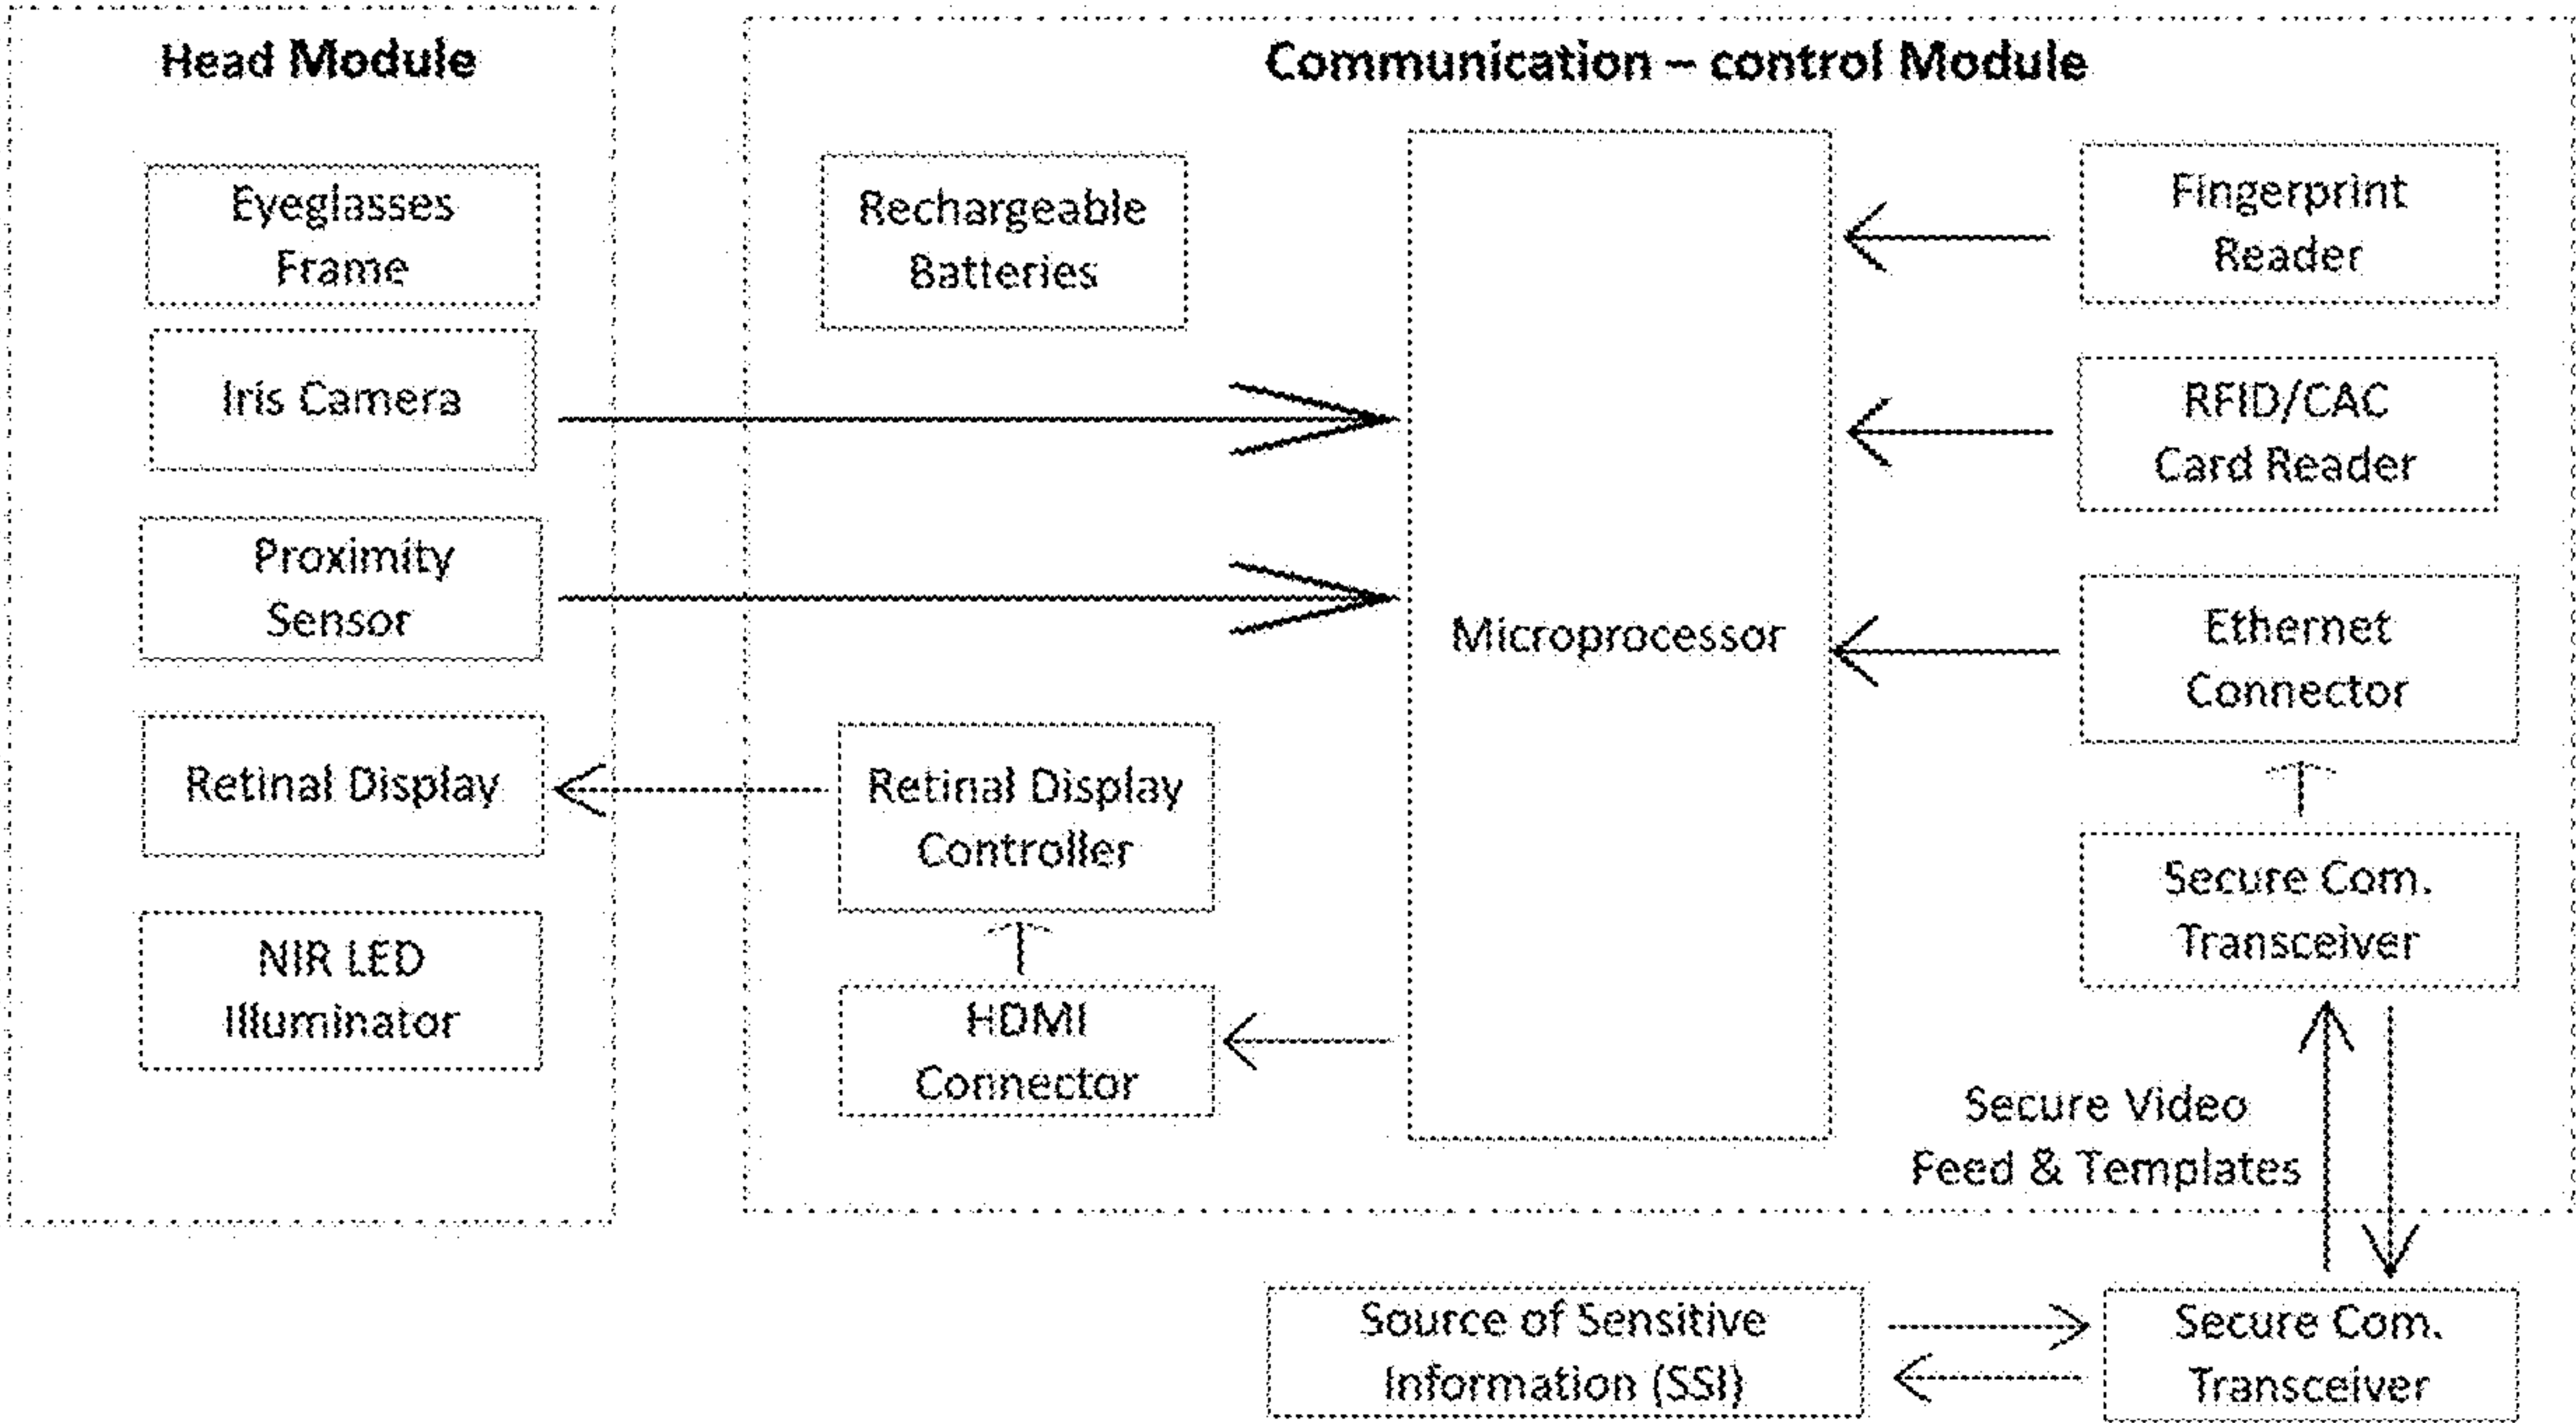 Head Module
Eyeglasses
Frame
Iris Camera
Proximity
Sensor
Retinal Display
NIR LED
Illuminator
Communication – control Module
Rechargeable
Batteries
Retinal Display
Controller
HDMI
Connector
Microprocessor
Fingerprint
Reader
RFID/CAC
Card Reader
Ethernet
Connector
Secure Com.
Transceiver
Secure Video
Feed & Templates
Source of Sensitive
Information (SSI)
Secure Com.
Transceiver